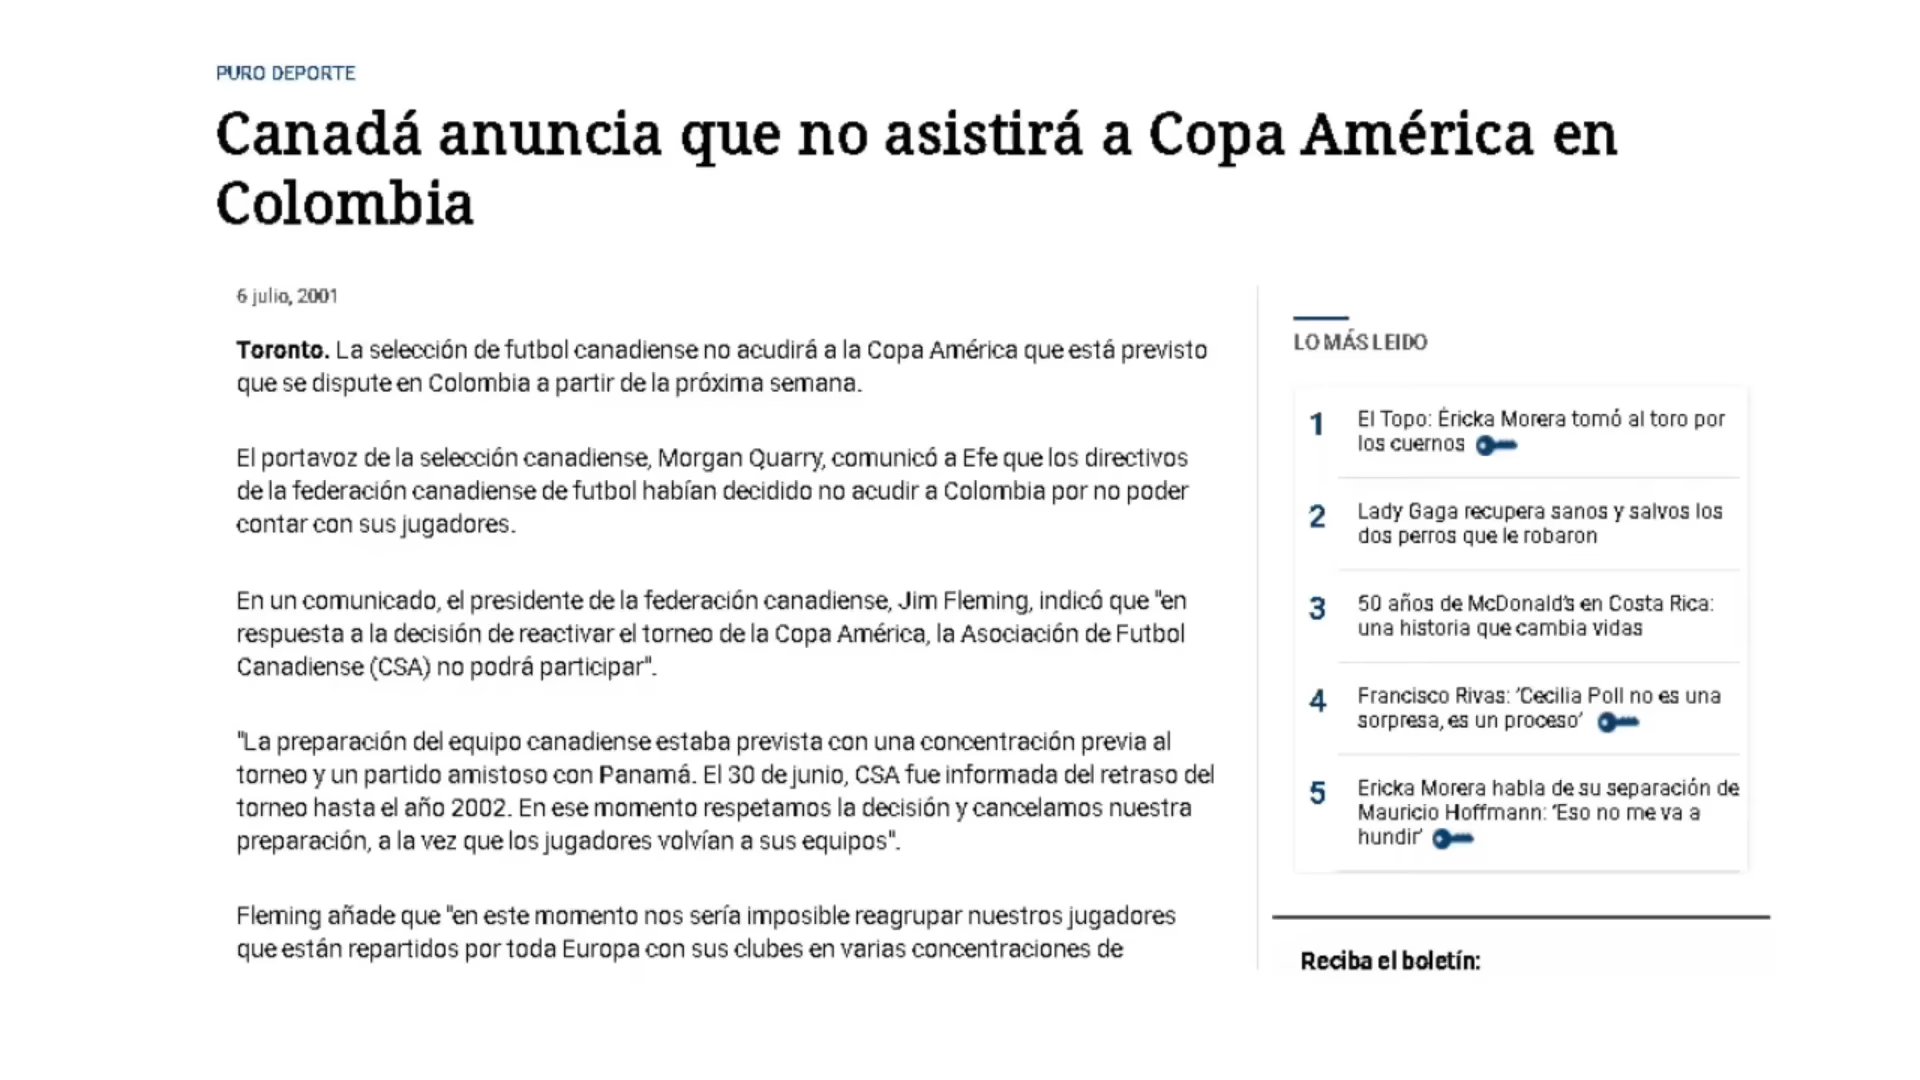 PURO DEPORTE
Canadá anuncia que no asistirá a Copa América en
Colombia
6 julio, 2001
Toronto. La selección de futbol canadiense no acudirá a la Copa América que está previsto
que se dispute en Colombia a partir de la próxima semana.
El portavoz de la selección canadiense, Morgan Quarry, comunicó a Efe que los directivos
de la federación canadiense de futbol habían decidido no acudir a Colombia por no poder
contar con sus jugadores.
En un comunicado, el presidente de la federación canadiense, Jim Fleming, indicó que "en
respuesta a la decisión de reactivar el torneo de la Copa América, la Asociación de Futbol
Canadiense (CSA) no podrá participar".
"La preparación del equipo canadiense estaba prevista con una concentración previa al
torneo y un partido amistoso con Panamá. El 30 de junio, CSA fue informada del retraso del
torneo hasta el año 2002. En ese momento respetamos la decisión y cancelamos nuestra
preparación, a la vez que los jugadores volvían a sus equipos".
Fleming añade que "en este momento nos sería imposible reagrupar nuestros jugadores
que están repartidos por toda Europa con sus clubes en varias concentraciones de
LO MÁS LEIDO
1 El Topo: Éricka Morera tomó al toro por
los cuernos
2 Lady Gaga recupera sanos y salvos los
dos perros que le robaron
3 50 años de McDonald's en Costa Rica:
una historia que cambia vidas
4 Francisco Rivas: 'Cecilia Poll no es una
sorpresa, es un proceso'
5 Ericka Morera habla de su separación de
Mauricio Hoffmann: 'Eso no me va a
hundir'
Reciba el boletín: